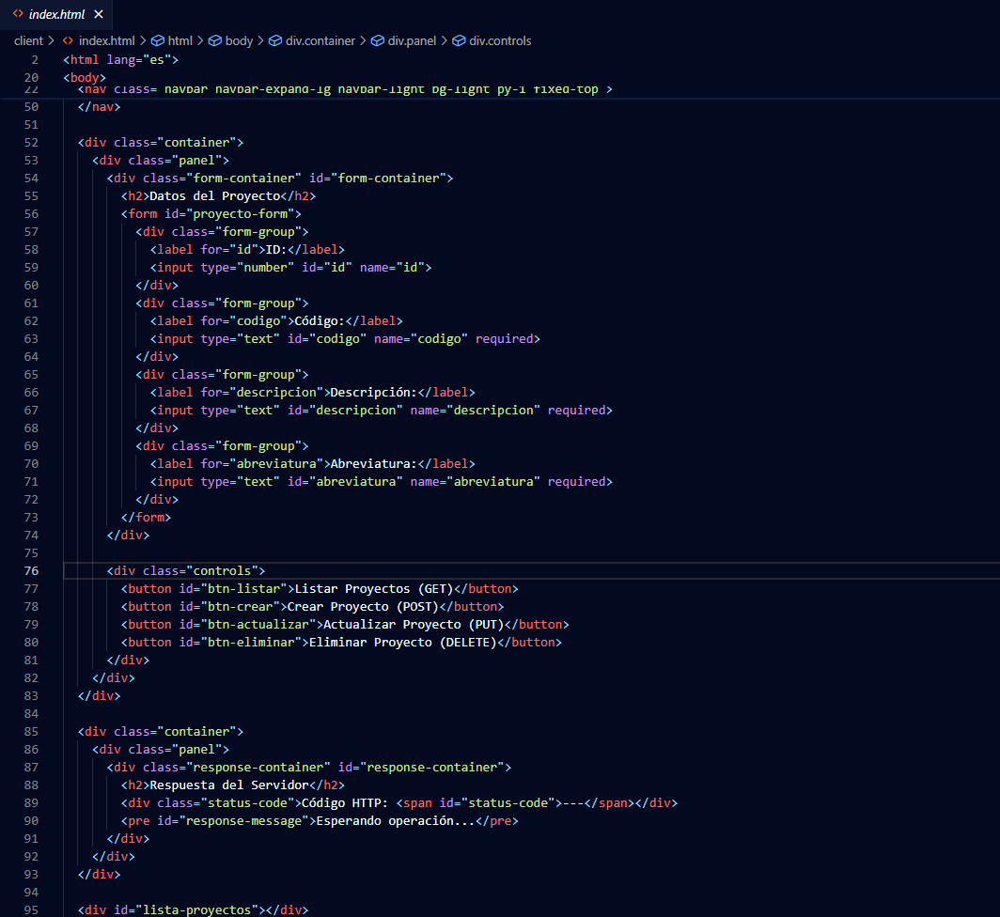 index.html
client > index.html > html > body > div.container > div.panel > div.controls
2 <html lang="es">
20 <body>
22 <nav class="navbar navbar-expand-lg navbar-light bg-light py-1 fixed-top">
50 </nav>
51
52 <div class="container">
53 <div class="panel">
54 <div class="form-container" id="form-container">
55 <h2>Datos del Proyecto</h2>
56 <form id="proyecto-form">
57 <div class="form-group">
58 <label for="id">ID:</label>
59 <input type="number" id="id" name="id">
60 </div>
61 <div class="form-group">
62 <label for="codigo">Código:</label>
63 <input type="text" id="codigo" name="codigo" required>
64 </div>
65 <div class="form-group">
66 <label for="descripcion">Descripción:</label>
67 <input type="text" id="descripcion" name="descripcion" required>
68 </div>
69 <div class="form-group">
70 <label for="abreviatura">Abreviatura:</label>
71 <input type="text" id="abreviatura" name="abreviatura" required>
72 </div>
73 </form>
74 </div>
75
76 <div class="controls">
77 <button id="btn-listar">Listar Proyectos (GET)</button>
78 <button id="btn-crear">Crear Proyecto (POST)</button>
79 <button id="btn-actualizar">Actualizar Proyecto (PUT)</button>
80 <button id="btn-eliminar">Eliminar Proyecto (DELETE)</button>
81 </div>
82 </div>
83 </div>
84
85 <div class="container">
86 <div class="panel">
87 <div class="response-container" id="response-container">
88 <h2>Respuesta del Servidor</h2>
89 <div class="status-code">Código HTTP: <span id="status-code">---</span></div>
90 <pre id="response-message">Esperando operación...</pre>
91 </div>
92 </div>
93 </div>
94
95 <div id="lista-proyectos"></div>